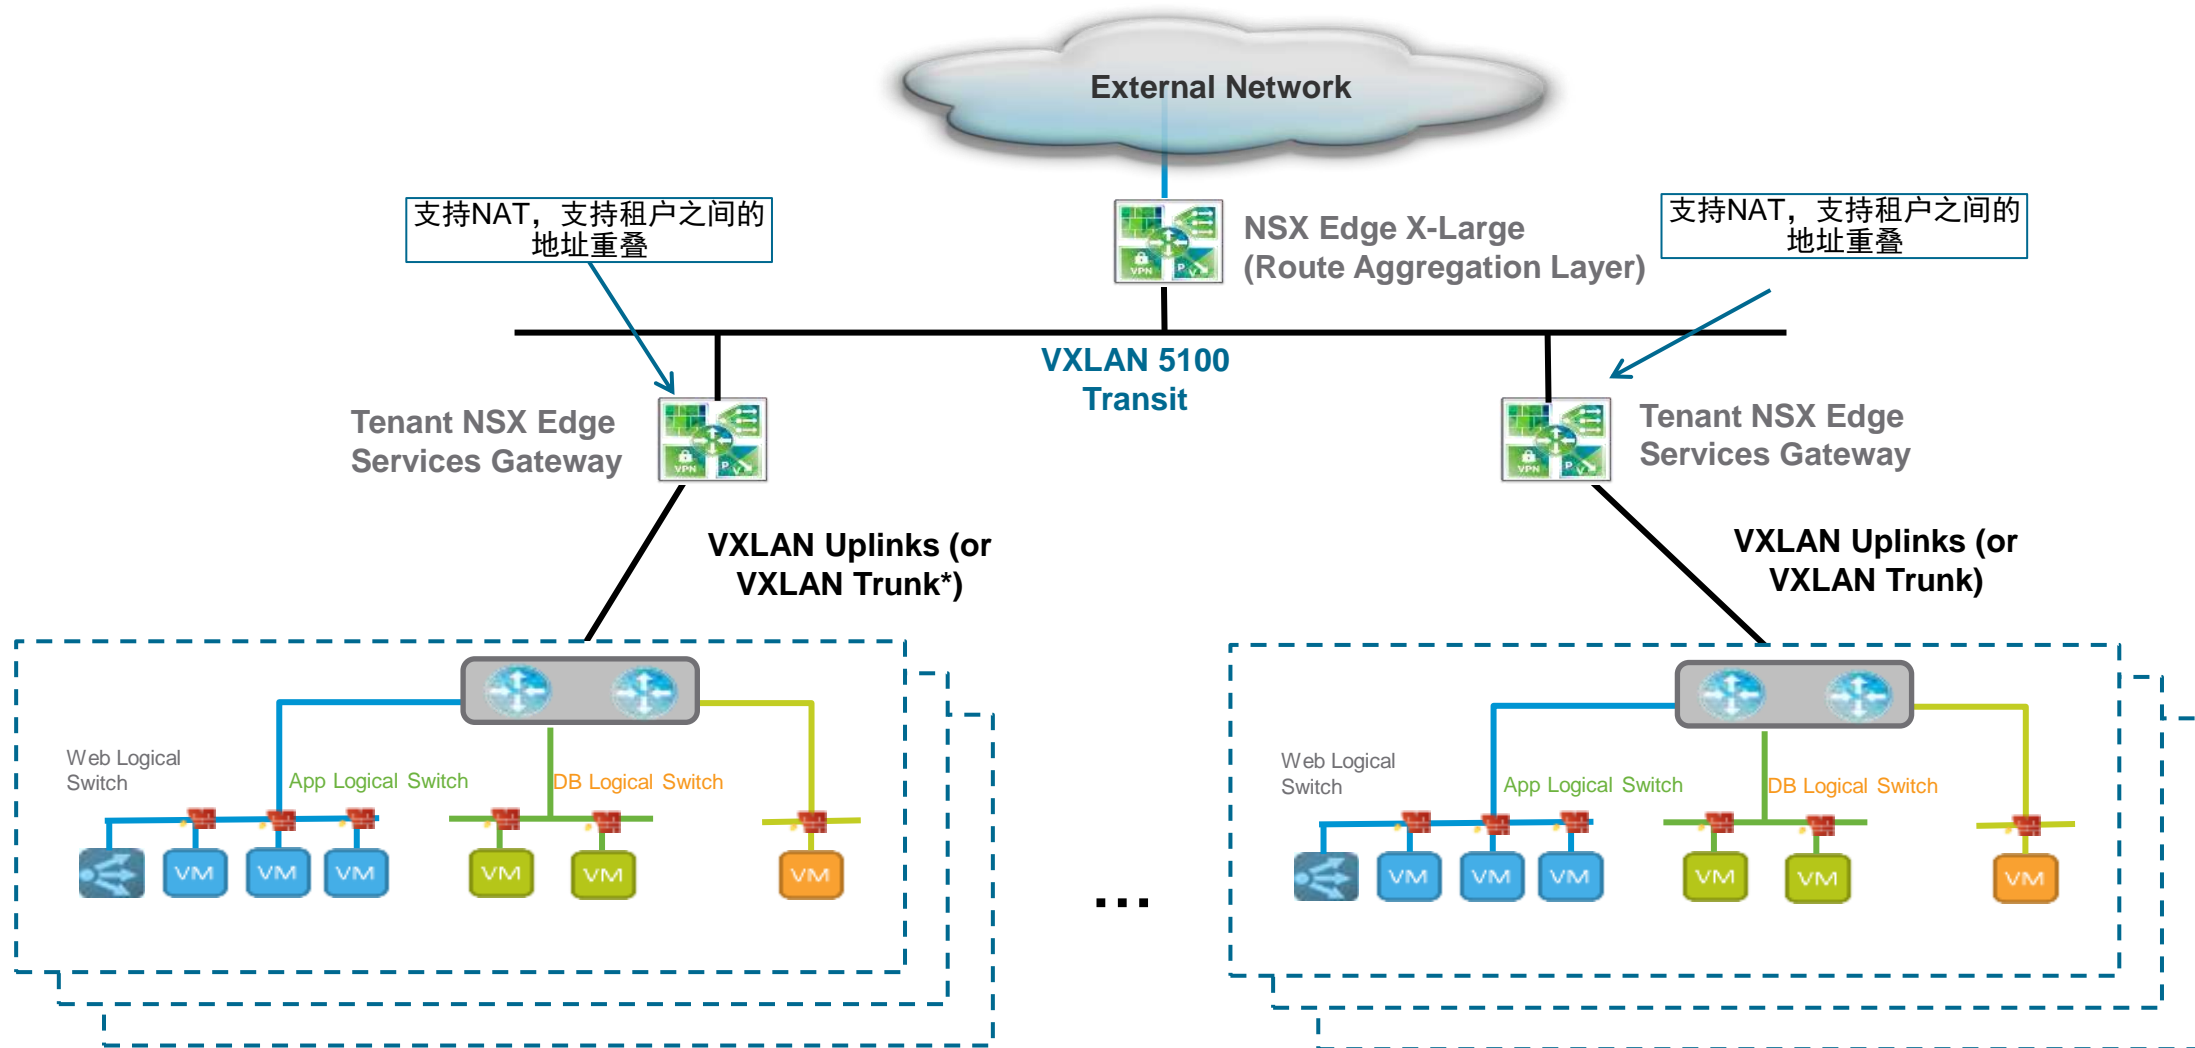 External Network
支持NAT，支持租户之间的
地址重叠
NSX Edge X-Large
(Route Aggregation Layer)
支持NAT，支持租户之间的
地址重叠
VXLAN 5100
Transit
Tenant NSX Edge
Services Gateway
VPN
Tenant NSX Edge
Services Gateway
VPN
VPN
VXLAN Uplinks (or
VXLAN Trunk*)
VXLAN Uplinks (or
VXLAN Trunk)
Web Logical
Switch
App Logical Switch
DB Logical Switch
VM
VM
VM
VM
VM
VM
...
Web Logical
Switch
App Logical Switch
DB Logical Switch
VM
VM
VM
VM
VM
VM